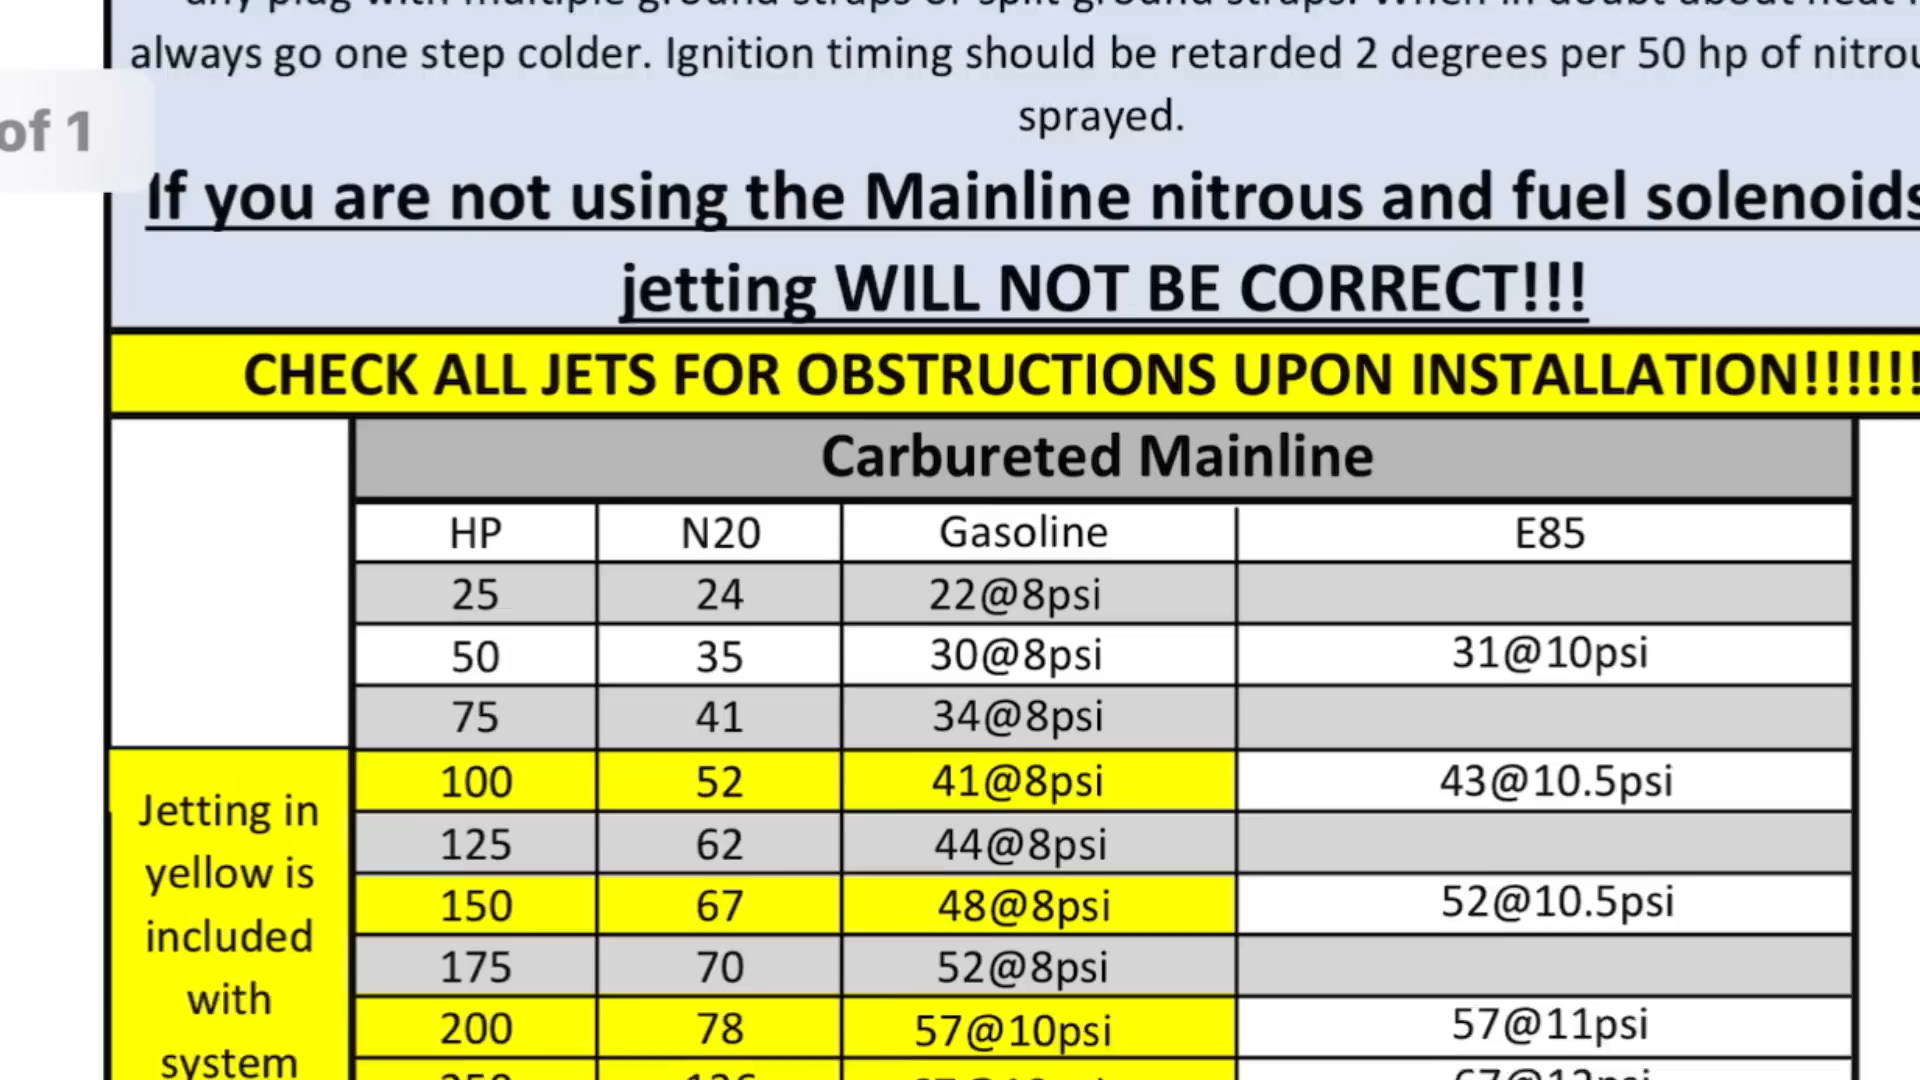 always go one step colder. Ignition timing should be retarded 2 degrees per 50 hp of
sprayed.
of 1
If you are not using the Mainline nitrous and fuel solenoids
jetting WILL NOT BE CORRECT!!!
CHECK ALL JETS FOR OBSTRUCTIONS UPON INSTALLATION!!!!!!
Carbureted Mainline
HP N20 Gasoline E85
25 24 22@8psi
50 35 30@8psi 31@10psi
75 41 34@8psi
100 52 41@8psi 43@10.5psi
125 62 44@8psi
150 67 48@8psi 52@10.5psi
175 70 52@8psi
200 78 57@10psi 57@11psi
Jetting in
yellow is
included
with
system